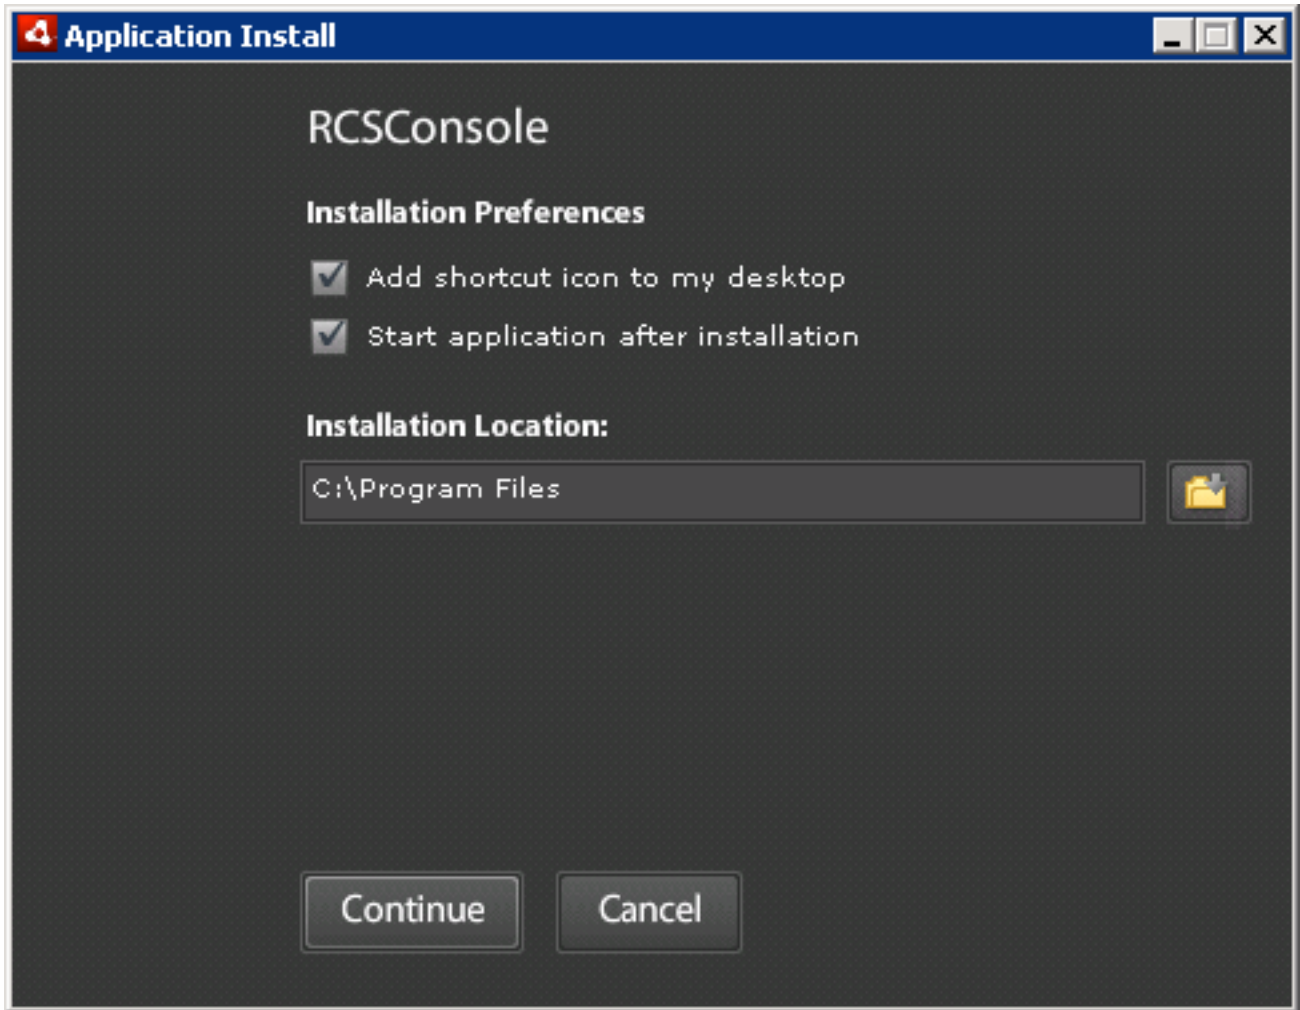 Application Install
RCSConsole
Installation Preferences
Add shortcut icon to my desktop
Start application after installation
Installation Location:
C:\Program Files
Continue
Cancel